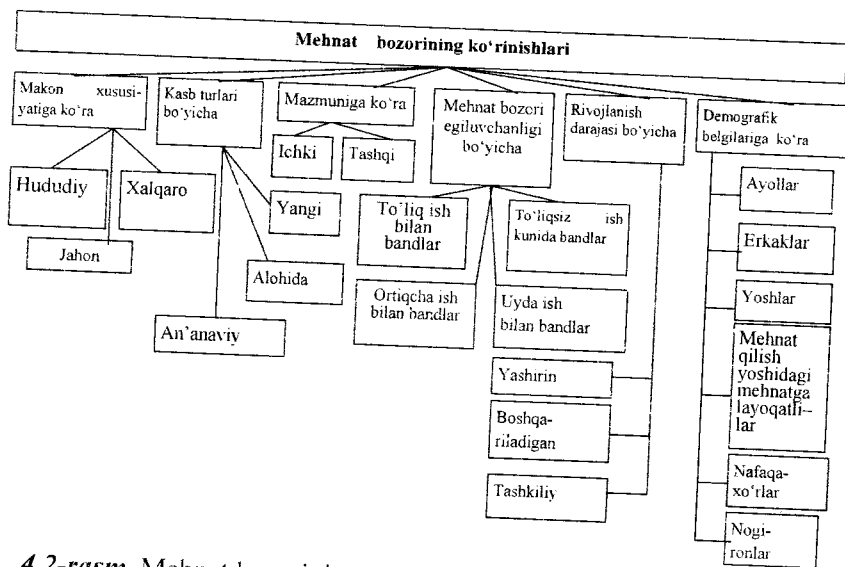 Mehnat bozorining ko‘rinishlari
Makon xususi-
yatiga ko‘ra
Hududiy
Xalqaro
Jahon
Kasb turlari
bo‘yicha
Yangi
Alohida
An’anaviy
Mazmuniga ko‘ra
Ichki
Tashqi
Mehnat bozori
egiluvchanligi
bo‘yicha
To‘liq ish
bilan
bandlar
To‘liqsiz ish
kunida bandlar
Ortiqcha ish
bilan bandlar
Uyda ish
bilan bandlar
Rivojlanish
darajasi bo‘yicha
Yashirin
Boshqa-
riladigan
Tashkiliy
Demografik
belgilariga ko‘ra
Ayollar
Erkaklar
Yoshlar
Mehnat
qilish
yoshidagi
mehnatga
layoqatli–
lar
Nafaqa-
xo‘rlar
Nogi-
ronlar
4.2-rasm. Mehnat